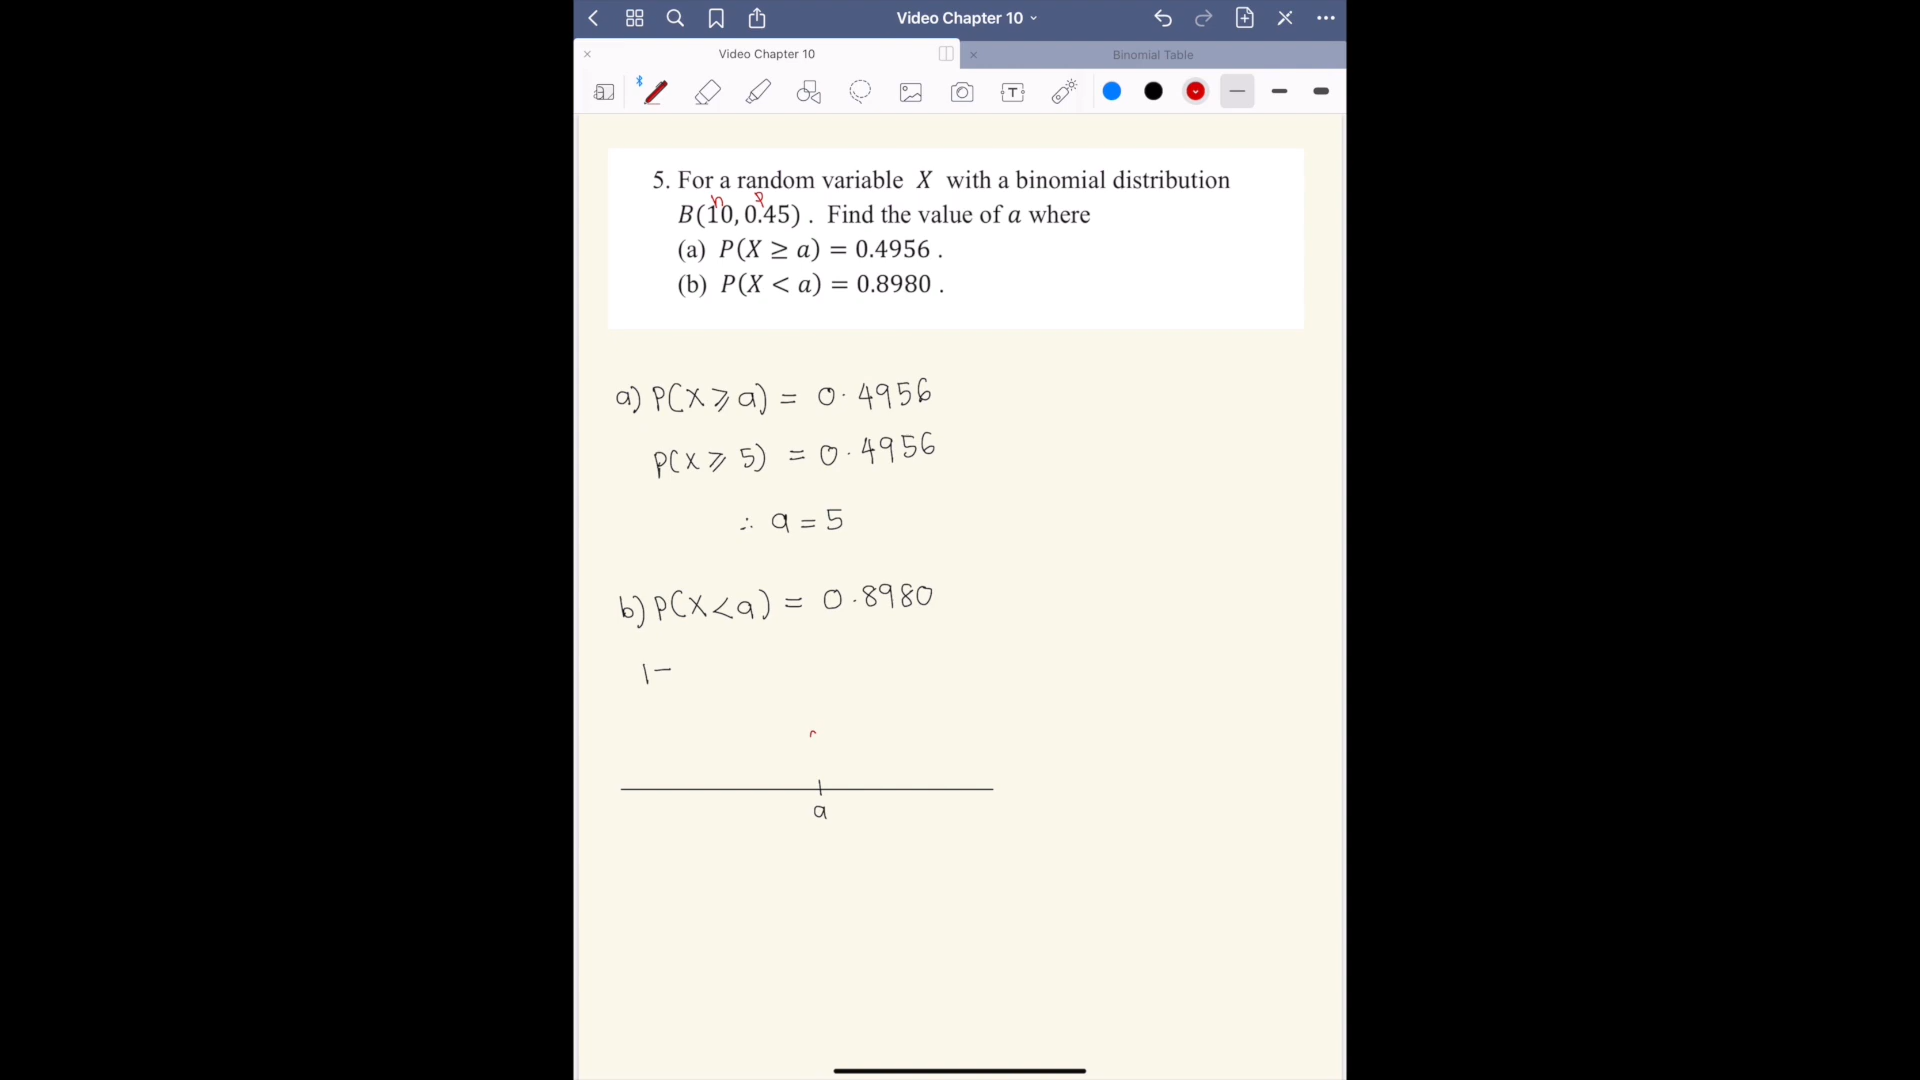 Video Chapter 10
Video Chapter 10
Binomial Table
5. For a random variable X with a binomial distribution
n p
B(10, 0.45) . Find the value of a where
(a) P(X ≥ a) = 0.4956 .
(b) P(X < a) = 0.8980 .
a) P(X ≥ a) = 0.4956
P(X ≥ 5) = 0.4956
∴ a = 5
b) P(X < a) = 0.8980
1 −
a